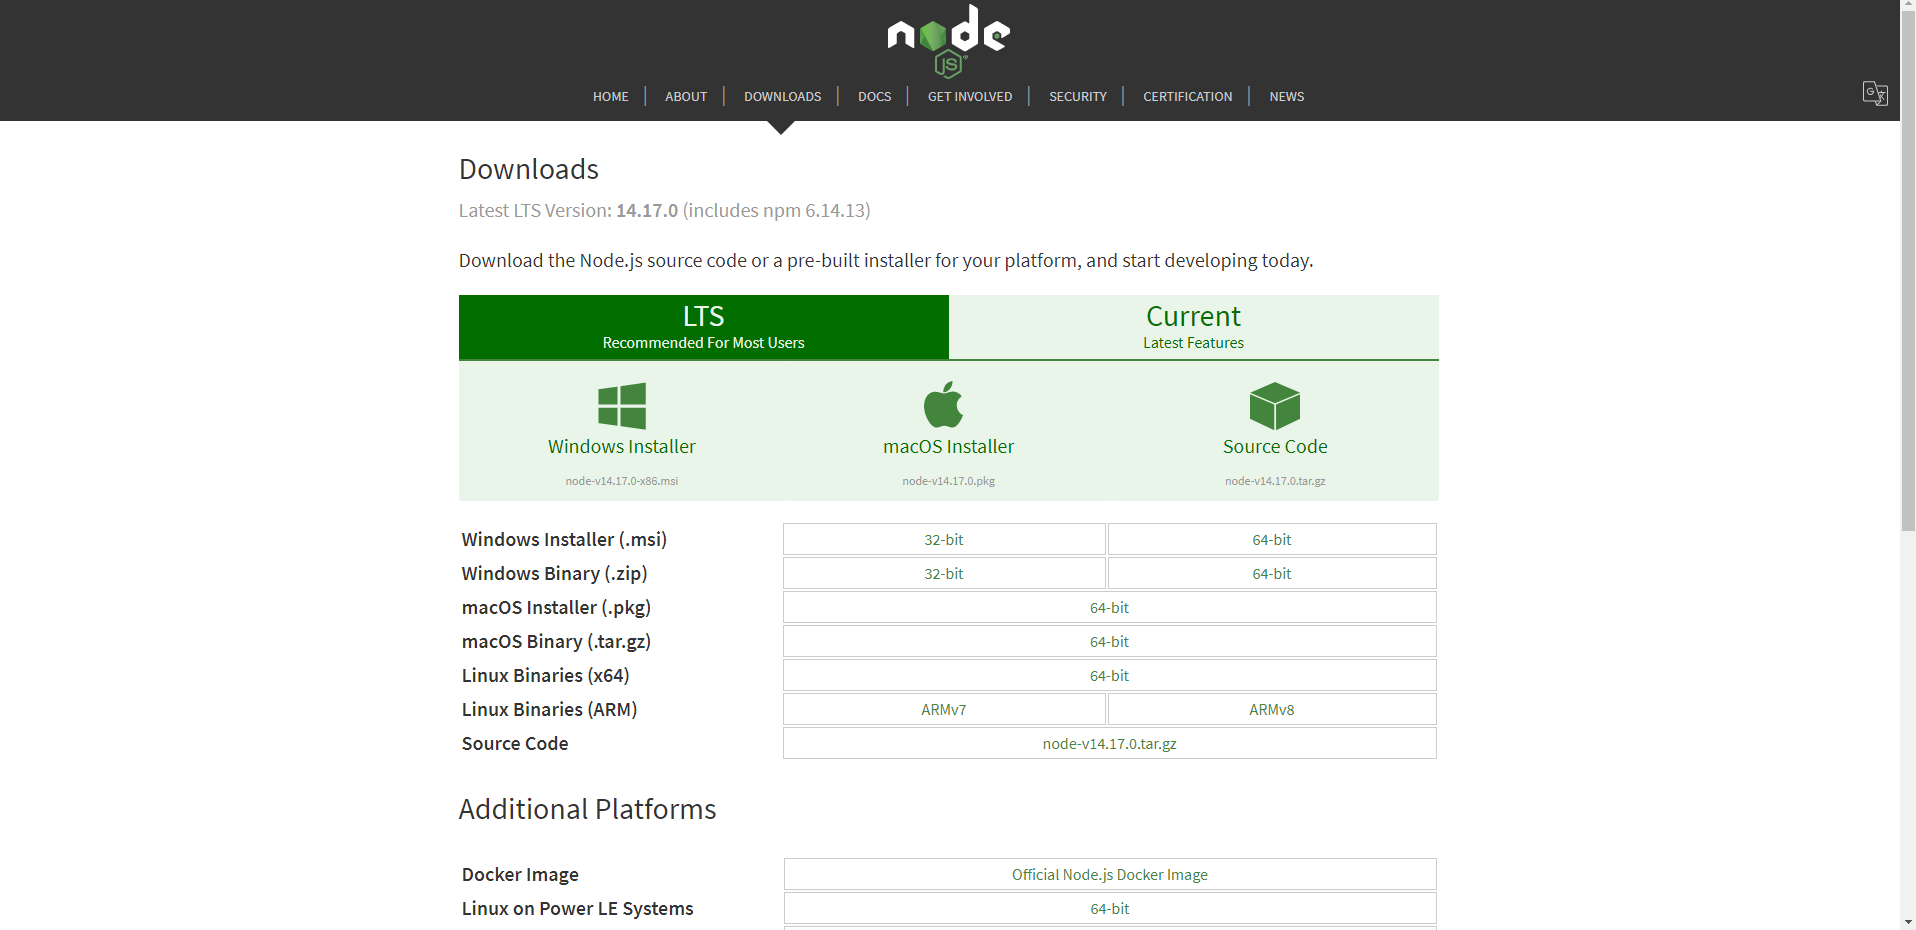 node
JS
HOME ABOUT DOWNLOADS DOCS GET INVOLVED SECURITY CERTIFICATION NEWS
Downloads
Latest LTS Version: 14.17.0 (includes npm 6.14.13)
Download the Node.js source code or a pre-built installer for your platform, and start developing today.
LTS
Recommended For Most Users
Current
Latest Features
Windows Installer
node-v14.17.0-x86.msi
macOS Installer
node-v14.17.0.pkg
Source Code
node-v14.17.0.tar.gz
Windows Installer (.msi) 32-bit 64-bit
Windows Binary (.zip) 32-bit 64-bit
macOS Installer (.pkg) 64-bit
macOS Binary (.tar.gz) 64-bit
Linux Binaries (x64) 64-bit
Linux Binaries (ARM) ARMv7 ARMv8
Source Code node-v14.17.0.tar.gz
Additional Platforms
Docker Image Official Node.js Docker Image
Linux on Power LE Systems 64-bit